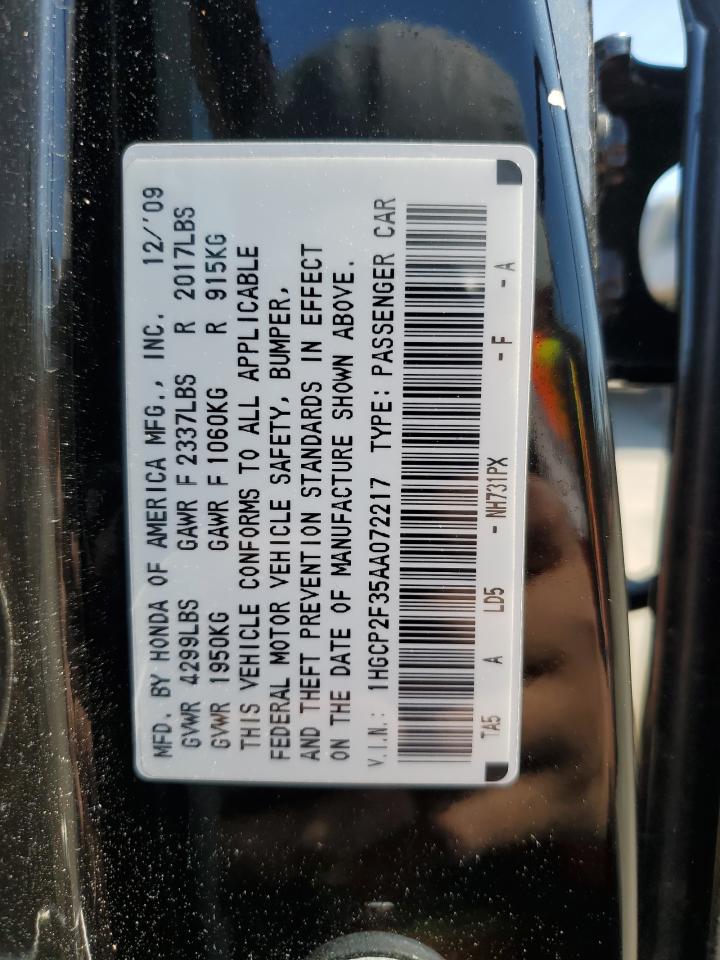 MFD. BY HONDA OF AMERICA MFG., INC. 12/'09
GVWR 4299LBS GAWR F 2337LBS R 2017LBS
GVWR 1950KG GAWR F 1060KG R 915KG
THIS VEHICLE CONFORMS TO ALL APPLICABLE
FEDERAL MOTOR VEHICLE SAFETY, BUMPER,
AND THEFT PREVENTION STANDARDS IN EFFECT
ON THE DATE OF MANUFACTURE SHOWN ABOVE.
V.I.N.: 1HGCP2F35AA072217 TYPE: PASSENGER CAR
TA5 A LD5 - NH731PX - F - A